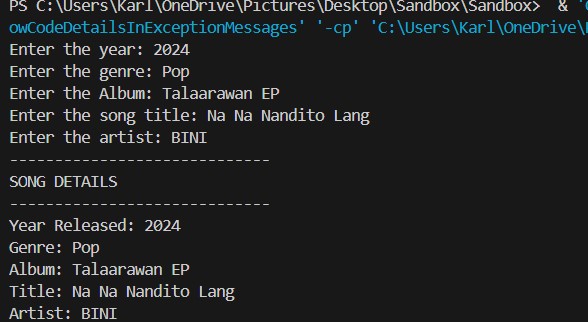 PS C:\Users\Karl\OneDrive\Pictures\Desktop\Sandbox\Sandbox>  & 'C
owCodeDetailsInExceptionMessages' '-cp' 'C:\Users\Karl\OneDrive\
Enter the year: 2024
Enter the genre: Pop
Enter the Album: Talaarawan EP
Enter the song title: Na Na Nandito Lang
Enter the artist: BINI
-----------------------------
SONG DETAILS
-----------------------------
Year Released: 2024
Genre: Pop
Album: Talaarawan EP
Title: Na Na Nandito Lang
Artist: BINI